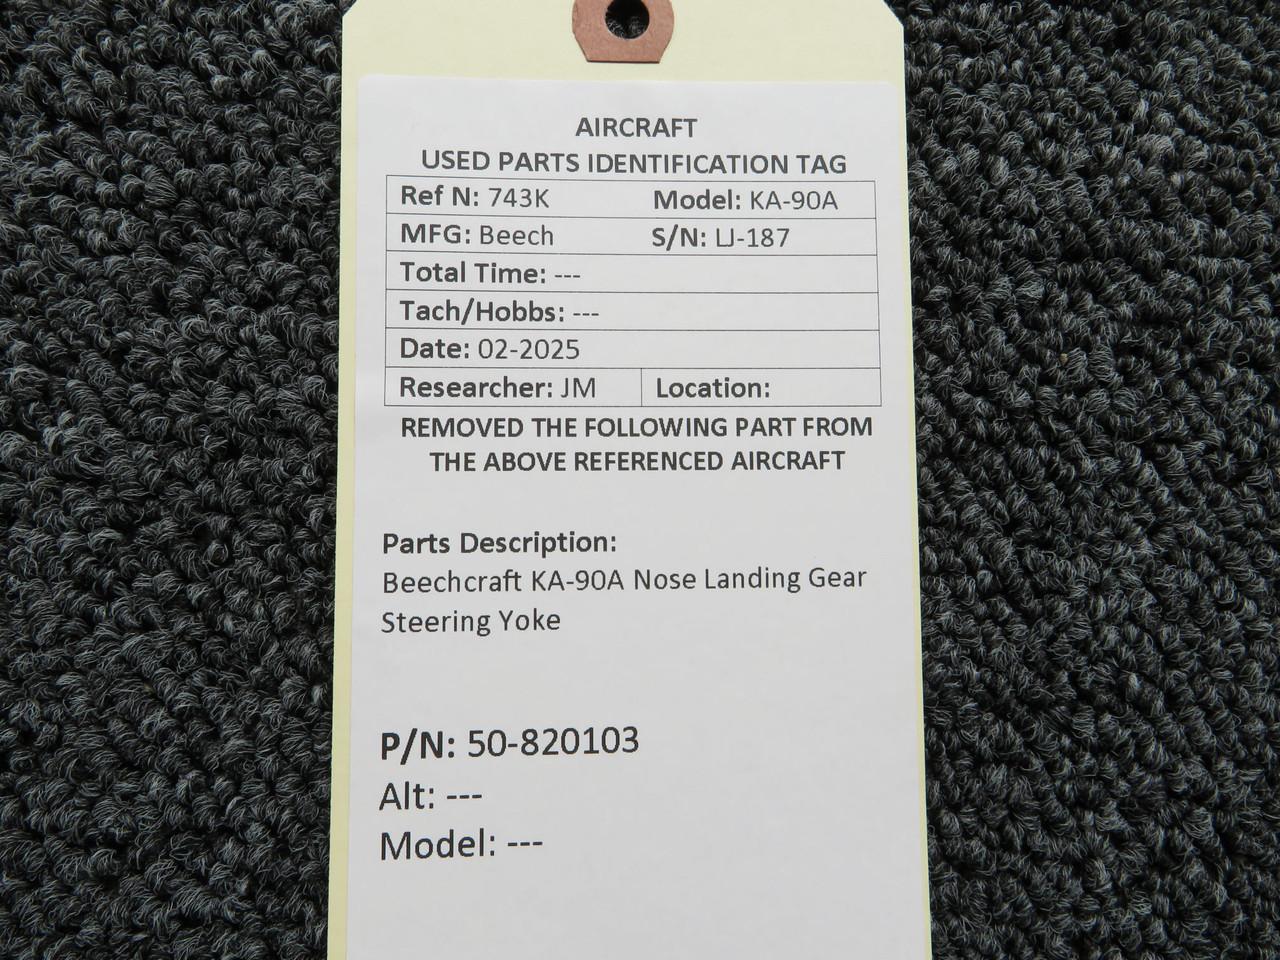 AIRCRAFT
USED PARTS IDENTIFICATION TAG
Ref N: 743K Model: KA-90A
MFG: Beech S/N: LJ-187
Total Time: ---
Tach/Hobbs: ---
Date: 02-2025
Researcher: JM Location:
REMOVED THE FOLLOWING PART FROM
THE ABOVE REFERENCED AIRCRAFT
Parts Description:
Beechcraft KA-90A Nose Landing Gear
Steering Yoke
P/N: 50-820103
Alt: ---
Model: ---